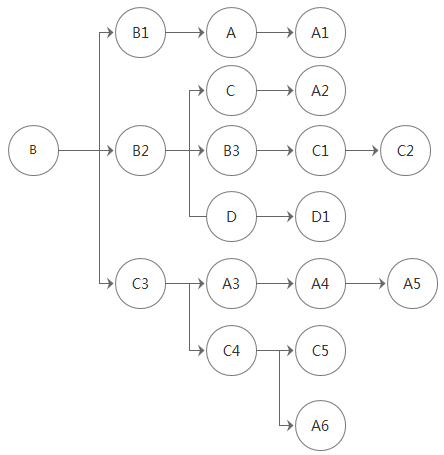 B1 A A1
C A2
B B2 B3 C1 C2
D D1
C3 A3 A4 A5
C4 C5
A6